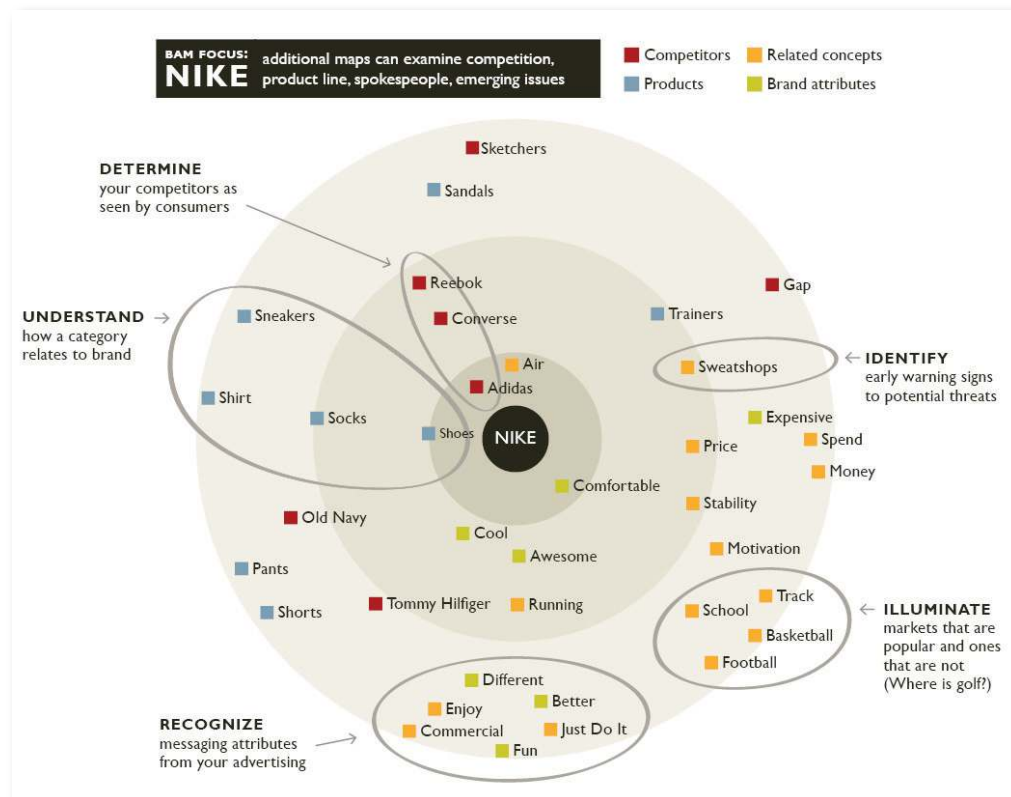 BAM FOCUS:
NIKE
additional maps can examine competition,
product line, spokespeople, emerging issues
Competitors
Related concepts
Products
Brand attributes
Sketchers
Sandals
DETERMINE
your competitors as
seen by consumers
Reebok
Converse
Gap
Trainers
UNDERSTAND
how a category
relates to brand
Sneakers
Air
Adidas
Sweatshops
IDENTIFY
early warning signs
to potential threats
Shirt
Socks
Shoes
NIKE
Expensive
Price
Spend
Money
Comfortable
Stability
Old Navy
Cool
Awesome
Motivation
Pants
Shorts
Tommy Hilfiger
Running
School
Track
Basketball
Football
ILLUMINATE
markets that are
popular and ones
that are not
(Where is golf?)
Different
Better
Enjoy
Commercial
Just Do It
Fun
RECOGNIZE
messaging attributes
from your advertising